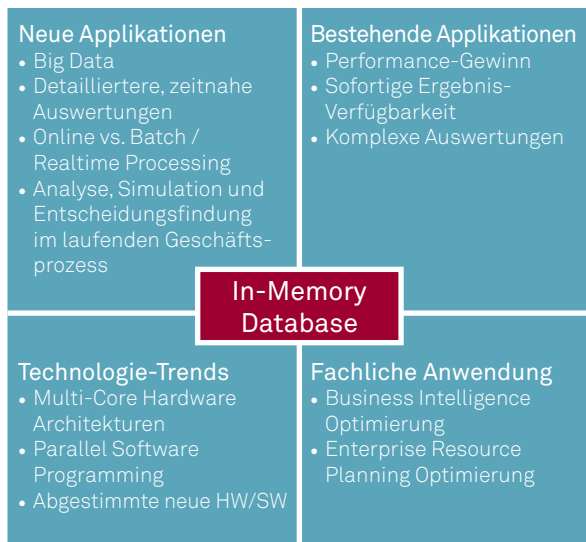 Neue Applikationen
• Big Data
• Detailliertere, zeitnahe
Auswertungen
• Online vs. Batch /
Realtime Processing
• Analyse, Simulation und
Entscheidungsfindung
im laufenden Geschäfts-
prozess
Bestehende Applikationen
• Performance-Gewinn
• Sofortige Ergebnis-
Verfügbarkeit
• Komplexe Auswertungen
In-Memory
Database
Technologie-Trends
• Multi-Core Hardware
Architekturen
• Parallel Software
Programming
• Abgestimmte neue HW/SW
Fachliche Anwendung
• Business Intelligence
Optimierung
• Enterprise Resource
Planning Optimierung